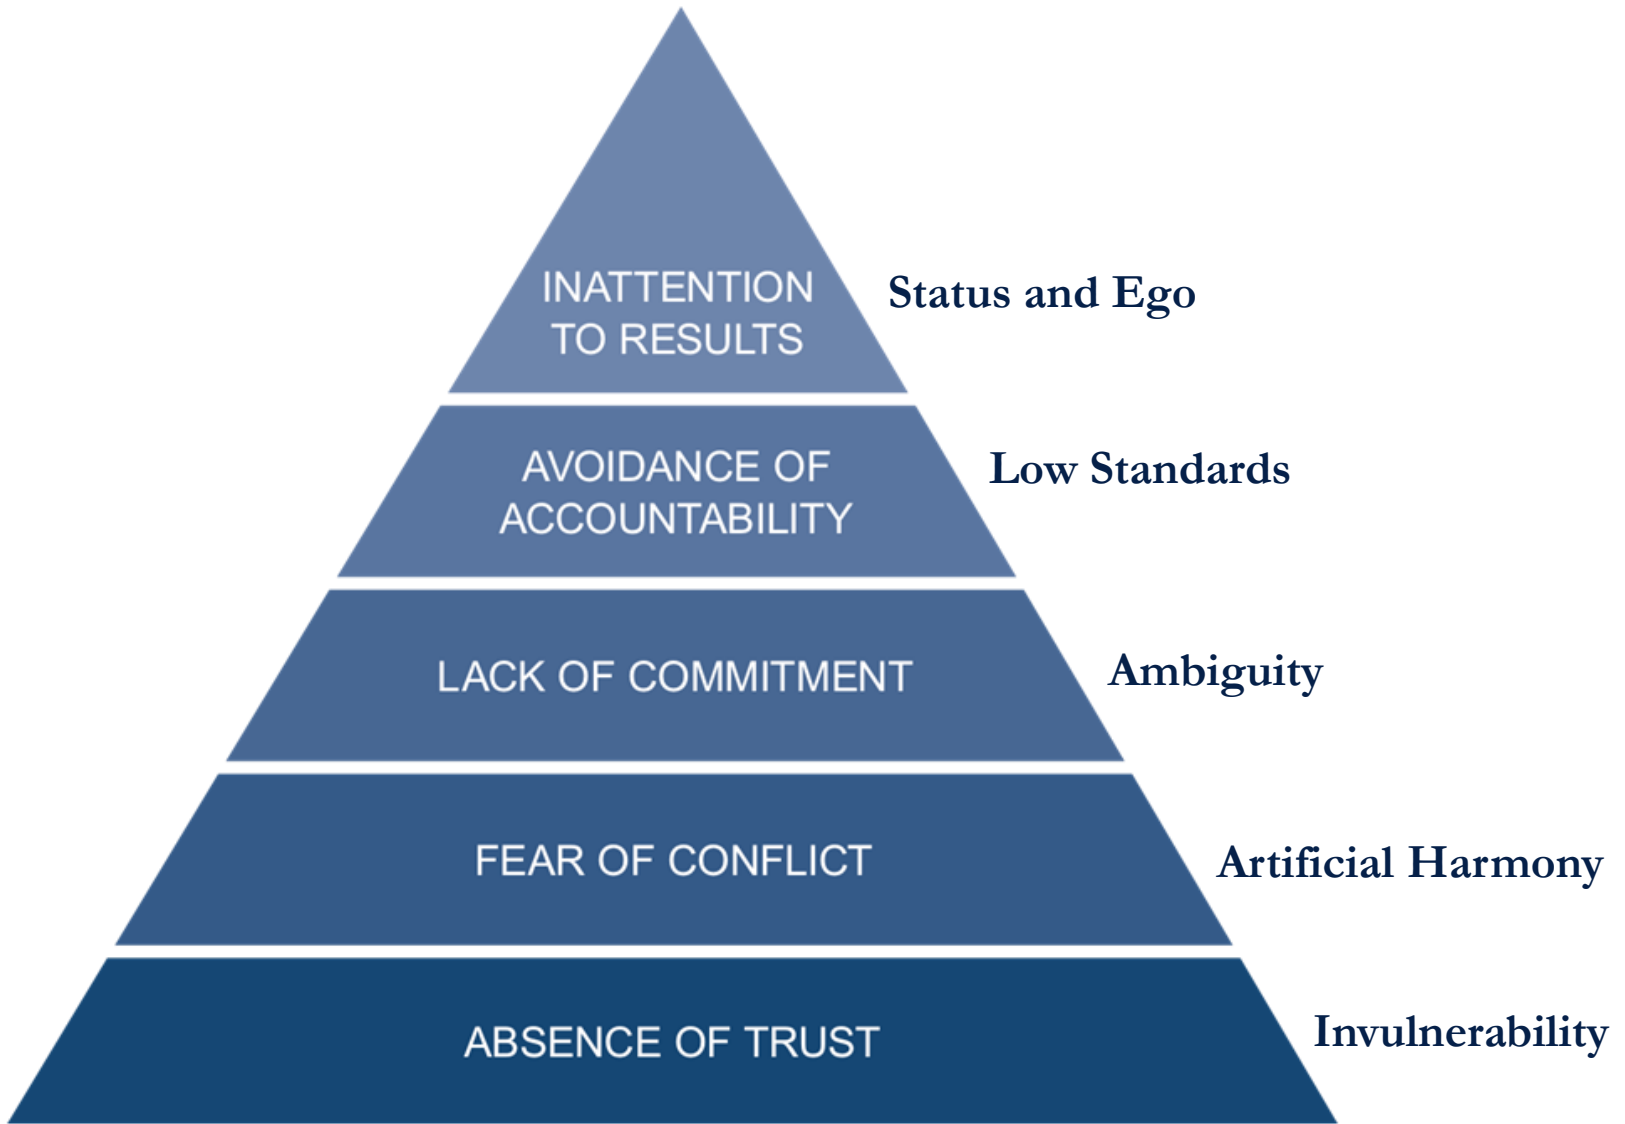 INATTENTION
TO RESULTS
Status and Ego
AVOIDANCE OF
ACCOUNTABILITY
Low Standards
LACK OF COMMITMENT
Ambiguity
FEAR OF CONFLICT
Artificial Harmony
ABSENCE OF TRUST
Invulnerability